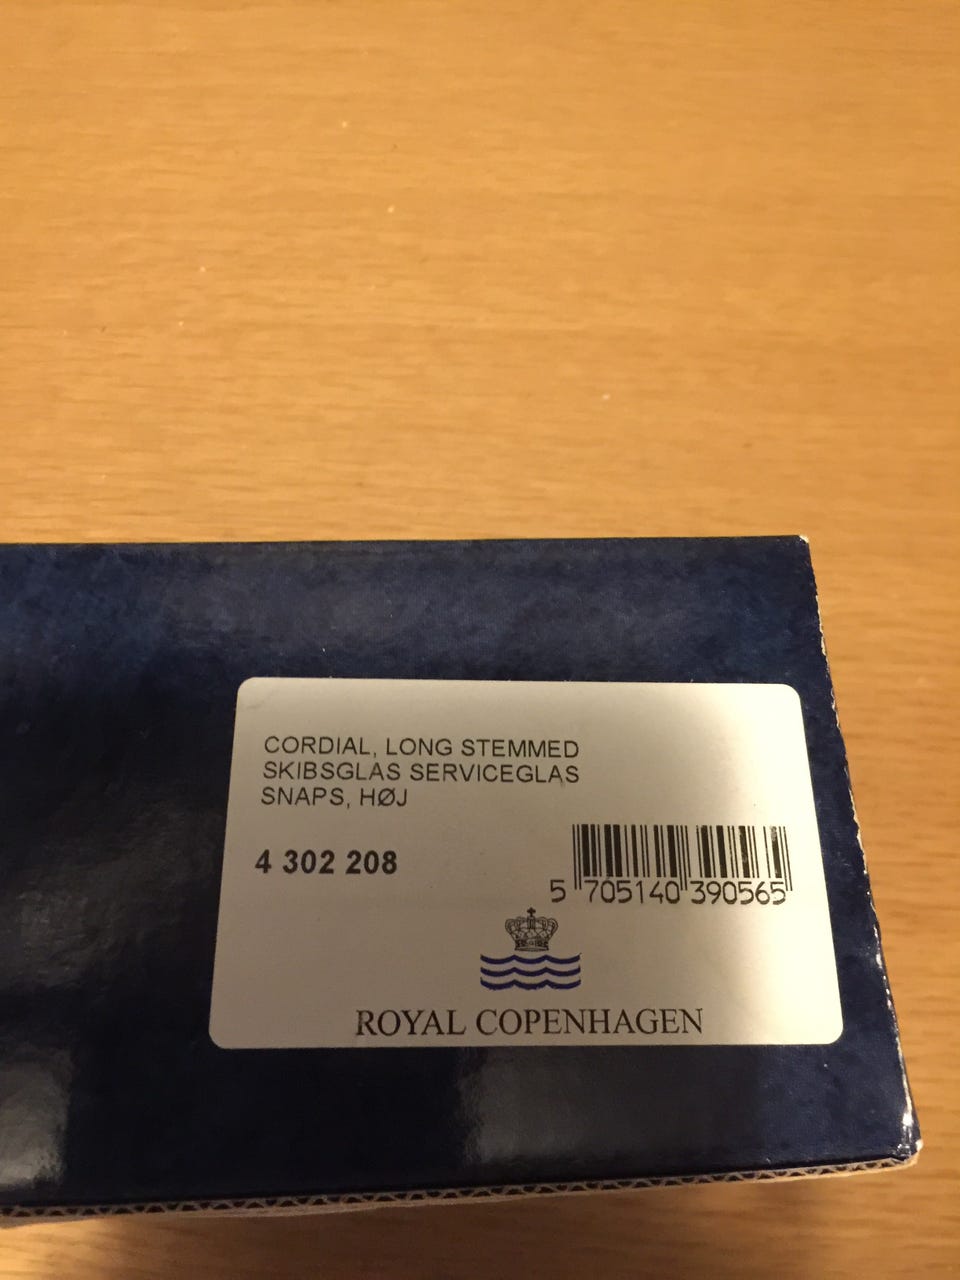 CORDIAL, LONG STEMMED
SKIBSGLAS SERVICEGLAS
SNAPS, HØJ
4 302 208
5 705140 390565
ROYAL COPENHAGEN